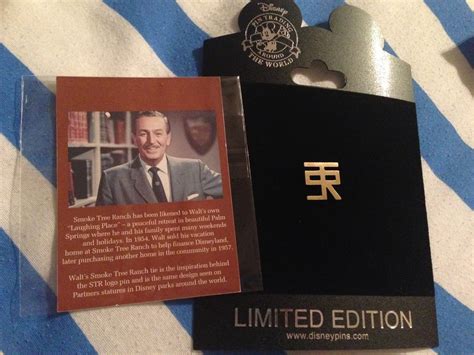 Smoke Tree Ranch has been likened to Walt's own
"Laughing Place" – a peaceful retreat in beautiful Palm
Springs where he and his family spent many weekends
and holidays. In 1954, Walt sold his vacation
home at Smoke Tree Ranch to help finance Disneyland,
later purchasing another home in the community in 1957.
Walt's Smoke Tree Ranch tie is the inspiration behind
the STR logo pin and is the same design seen on
Partners statures in Disney parks around the world.
Disney
PIN TRADING
AROUND
THE WORLD
STR
LIMITED EDITION
www.disneypins.com